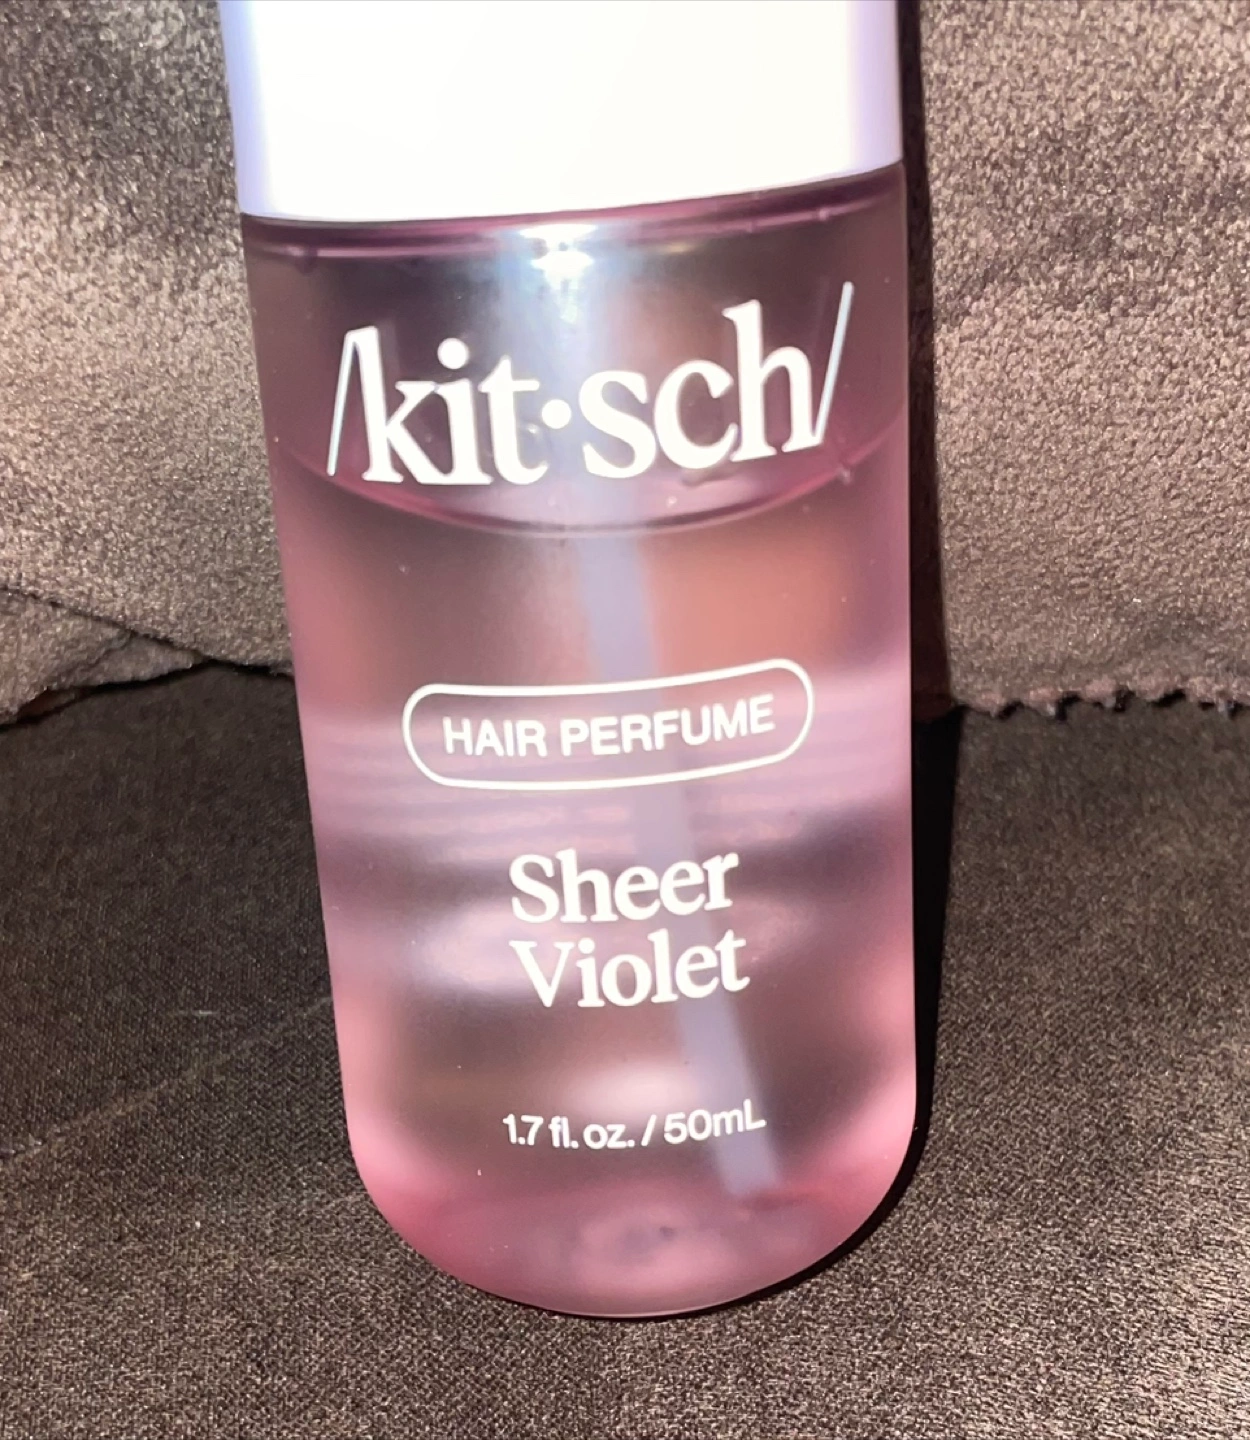 /kit·sch/
HAIR PERFUME
Sheer
Violet
1.7 fl. oz. / 50mL